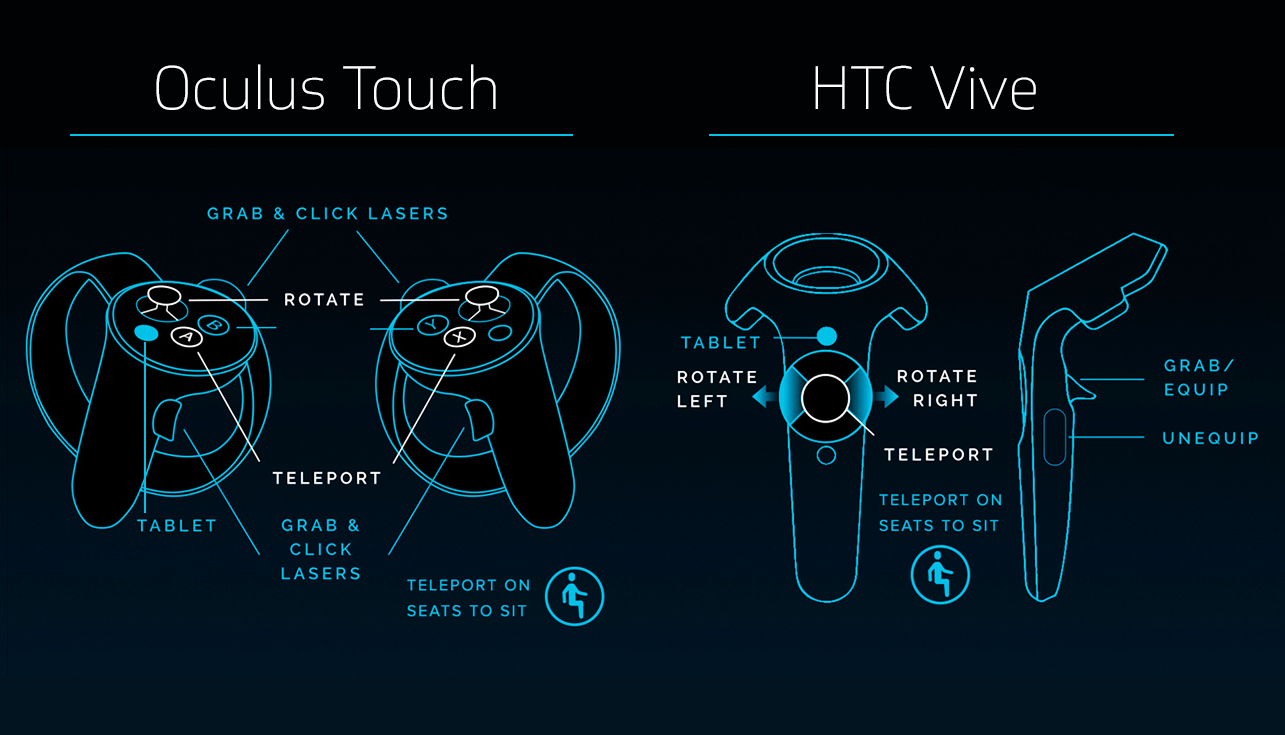 Oculus Touch
GRAB & CLICK LASERS
ROTATE
B
A
Y
X
TELEPORT
TABLET
GRAB &
CLICK
LASERS
TELEPORT ON
SEATS TO SIT
HTC Vive
TABLET
ROTATE
LEFT
ROTATE
RIGHT
TELEPORT
TELEPORT ON
SEATS TO SIT
GRAB/
EQUIP
UNEQUIP